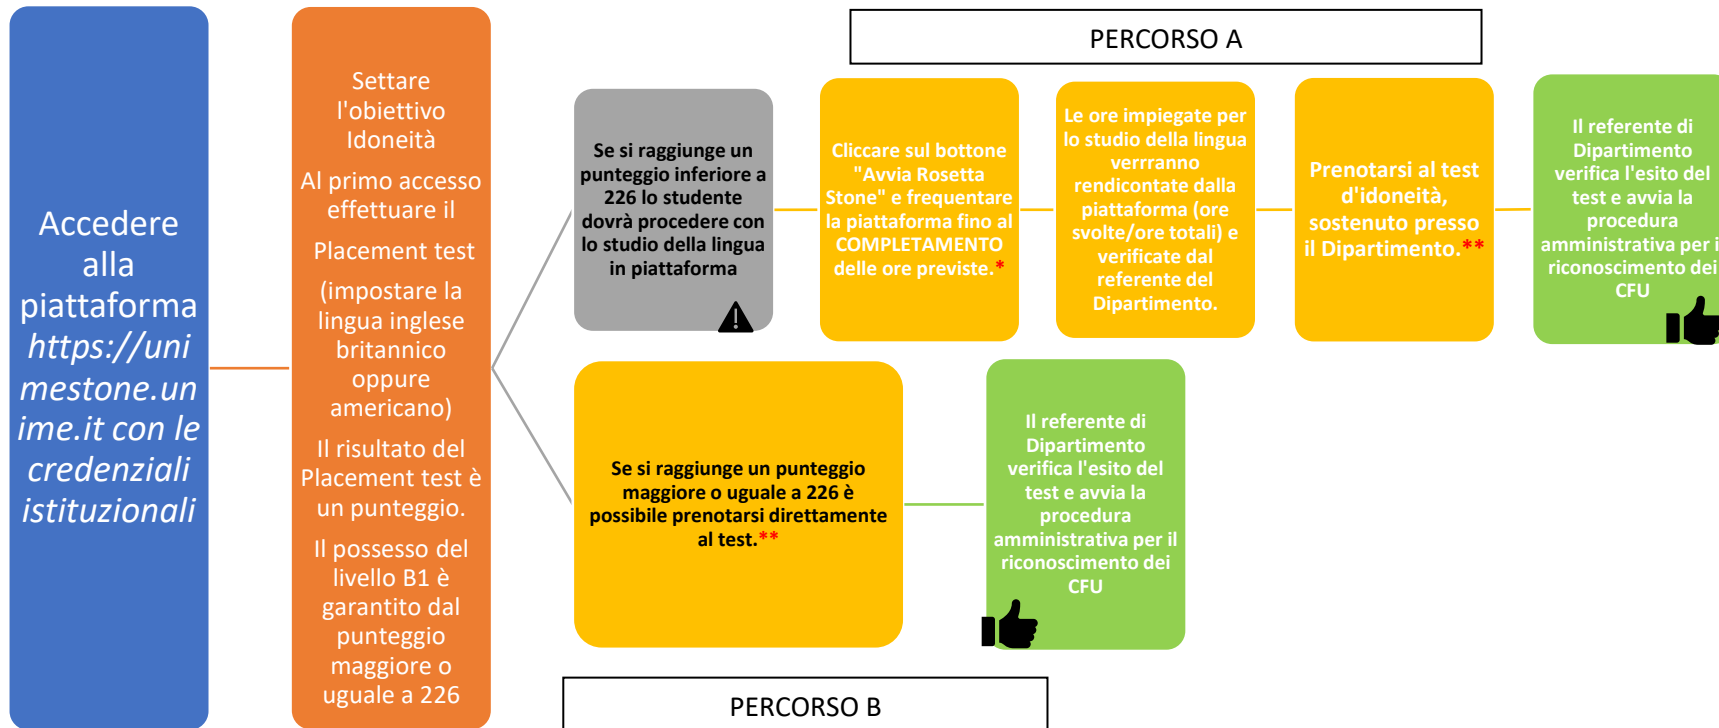 Accedere
alla
piattaforma
https://uni
mestone.un
ime.it con le
credenziali
istituzionali
Settare
l'obiettivo
Idoneità
Al primo accesso
effettuare il
Placement test
(impostare la
lingua inglese
britannico
oppure
americano)
Il risultato del
Placement test è
un punteggio.
Il possesso del
livello B1 è
garantito dal
punteggio
maggiore o
uguale a 226
PERCORSO A
Se si raggiunge un
punteggio inferiore a
226 lo studente
dovrà procedere con
lo studio della lingua
in piattaforma
Cliccare sul bottone
"Avvia Rosetta
Stone" e frequentare
la piattaforma fino al
COMPLETAMENTO
delle ore previste.*
Le ore impiegate per
lo studio della lingua
verrranno
rendicontate dalla
piattaforma (ore
svolte/ore totali) e
verificate dal
referente del
Dipartimento.
Prenotarsi al test
d'idoneità,
sostenuto presso
il Dipartimento.**
Il referente di
Dipartimento
verifica l'esito del
test e avvia la
procedura
amministrativa per i
riconoscimento dei
CFU
Se si raggiunge un punteggio
maggiore o uguale a 226 è
possibile prenotarsi direttamente
al test.**
Il referente di
Dipartimento
verifica l'esito del
test e avvia la
procedura
amministrativa per il
riconoscimento dei
CFU
PERCORSO B